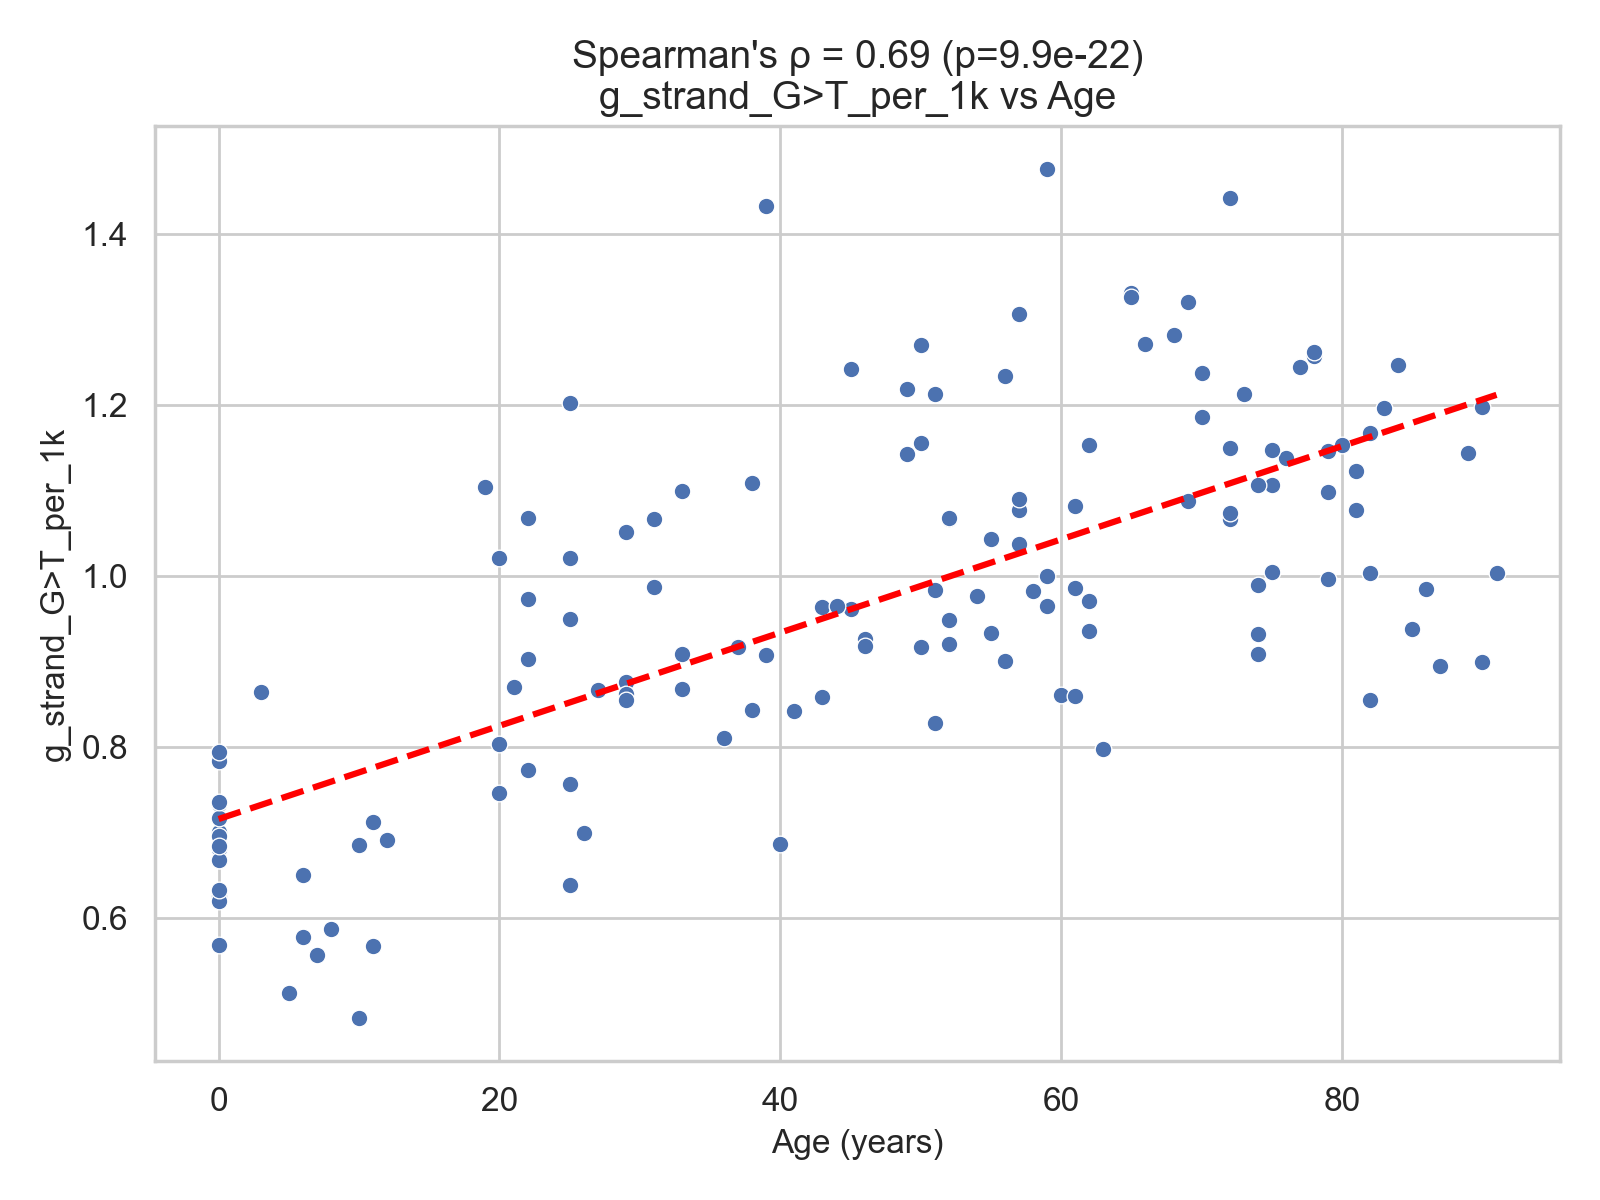 Spearman's ρ = 0.69 (p=9.9e-22)
g_strand_G>T_per_1k vs Age
g_strand_G>T_per_1k
1.4
1.2
1.0
0.8
0.6
0 20 40 60 80
Age (years)